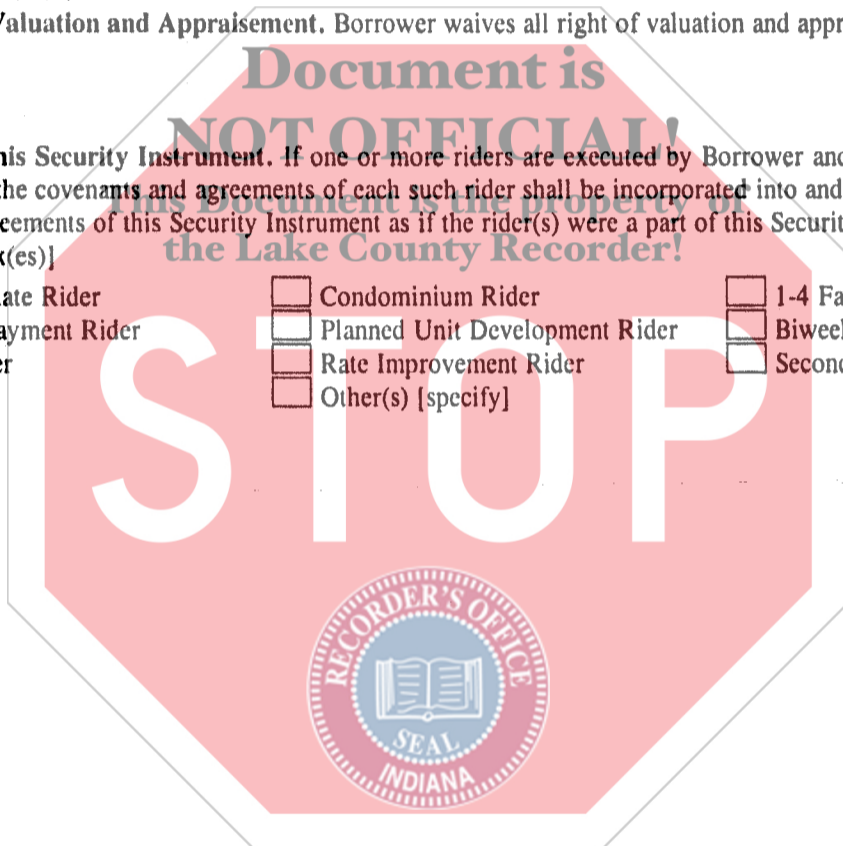 Valuation and Appraisement. Borrower waives all right of valuation and appr
Document is
NOT OFFICIAL!
his Security Instrument. If one or more riders are executed by Borrower and
the covenants and agreements of each such rider shall be incorporated into and
This Document is the property of
eements of this Security Instrument as if the rider(s) were a part of this Securit
the Lake County Recorder!
x(es)]
ate Rider Condominium Rider 1-4 Fa
ayment Rider Planned Unit Development Rider Biweek
er Rate Improvement Rider Second
Other(s) [specify]
STOP
RECORDER'S OFFICE
SEAL
INDIANA